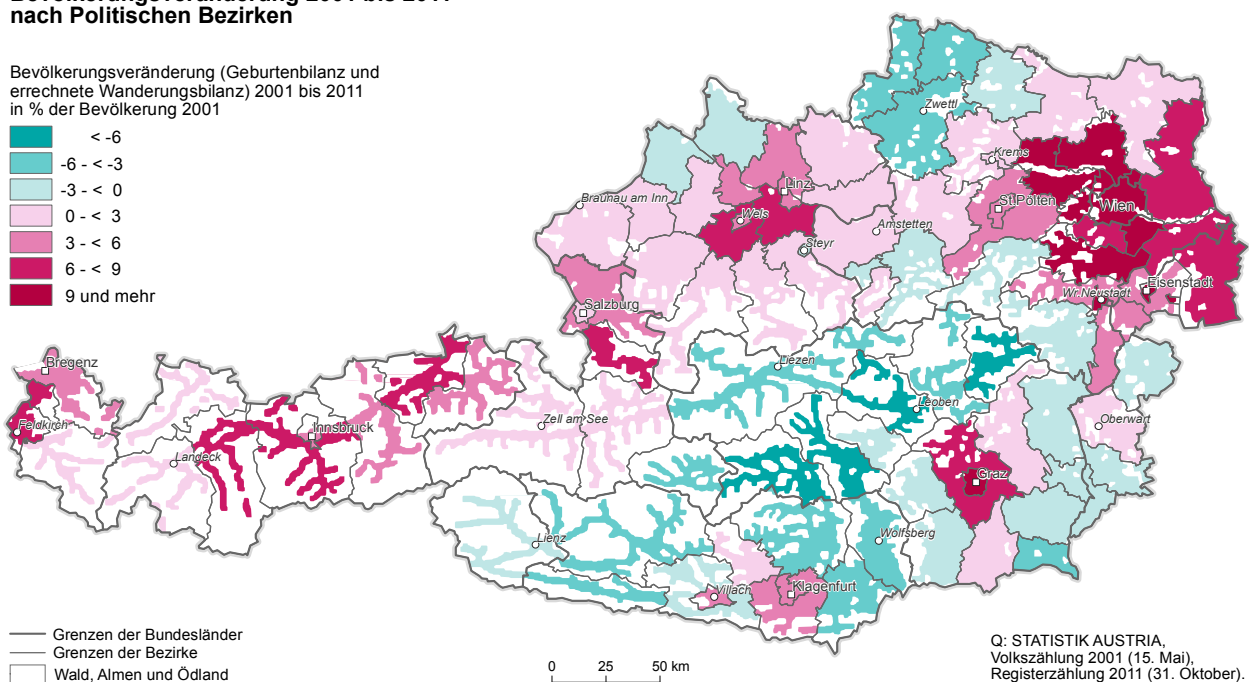 Bevölkerungsveränderung 2001 bis 2011
nach Politischen Bezirken
Bevölkerungsveränderung (Geburtenbilanz und
errechnete Wanderungsbilanz) 2001 bis 2011
in % der Bevölkerung 2001
< -6
-6 - < -3
-3 - < 0
0 - < 3
3 - < 6
6 - < 9
9 und mehr
Zwettl
Krems
Linz
Braunau am Inn
St.Pölten
Wien
Wels
Amstetten
Steyr
Eisenstadt
Wr.Neustadt
Salzburg
Bregenz
Liezen
Leoben
Zell am See
Oberwart
Feldkirch
Innsbruck
Landeck
Graz
Wolfsberg
Lienz
Villach
Klagenfurt
Grenzen der Bundesländer
Grenzen der Bezirke
Wald, Almen und Ödland
0 25 50 km
Q: STATISTIK AUSTRIA,
Volkszählung 2001 (15. Mai),
Registerzählung 2011 (31. Oktober).